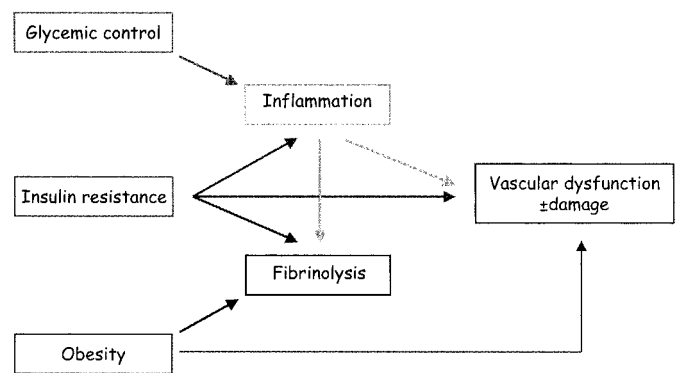 Glycemic control
Inflammation
Insulin resistance
Vascular dysfunction
±damage
Fibrinolysis
Obesity